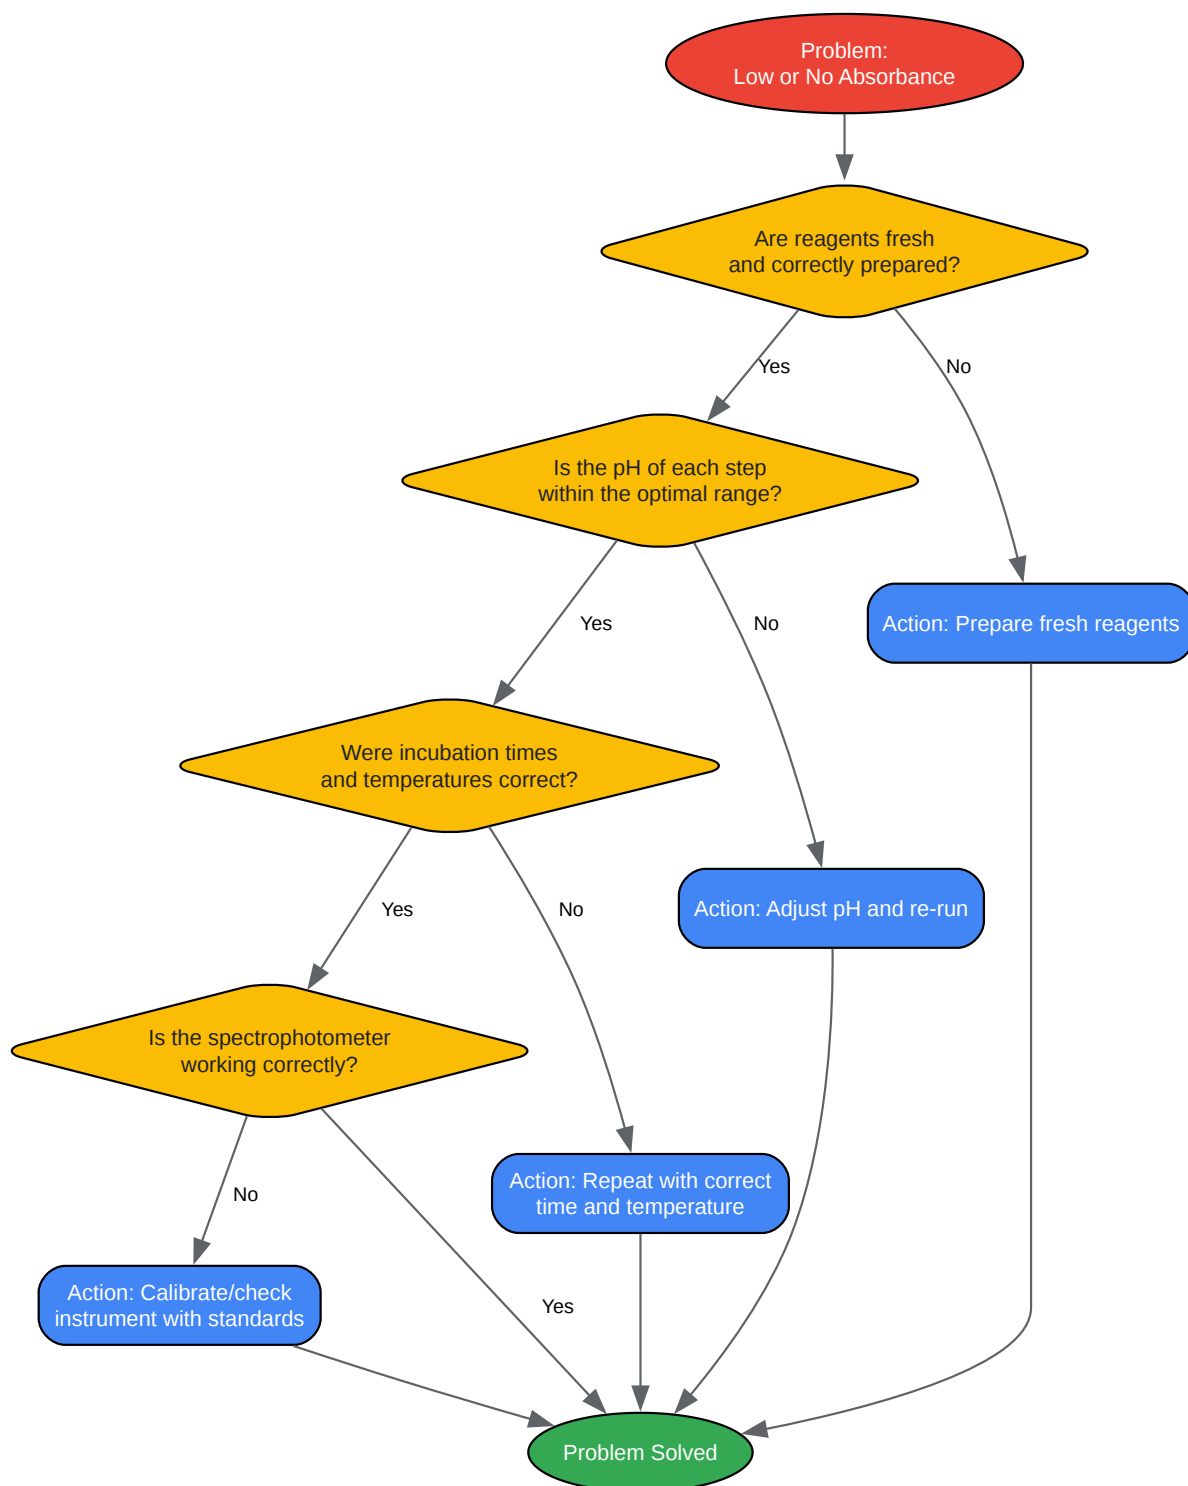 Problem:
Low or No Absorbance
Are reagents fresh
and correctly prepared?
Yes
No
Is the pH of each step
within the optimal range?
Action: Prepare fresh reagents
Yes
No
Were incubation times
and temperatures correct?
Action: Adjust pH and re-run
Yes
No
Is the spectrophotometer
working correctly?
Action: Repeat with correct
time and temperature
No
Action: Calibrate/check
instrument with standards
Yes
Problem Solved